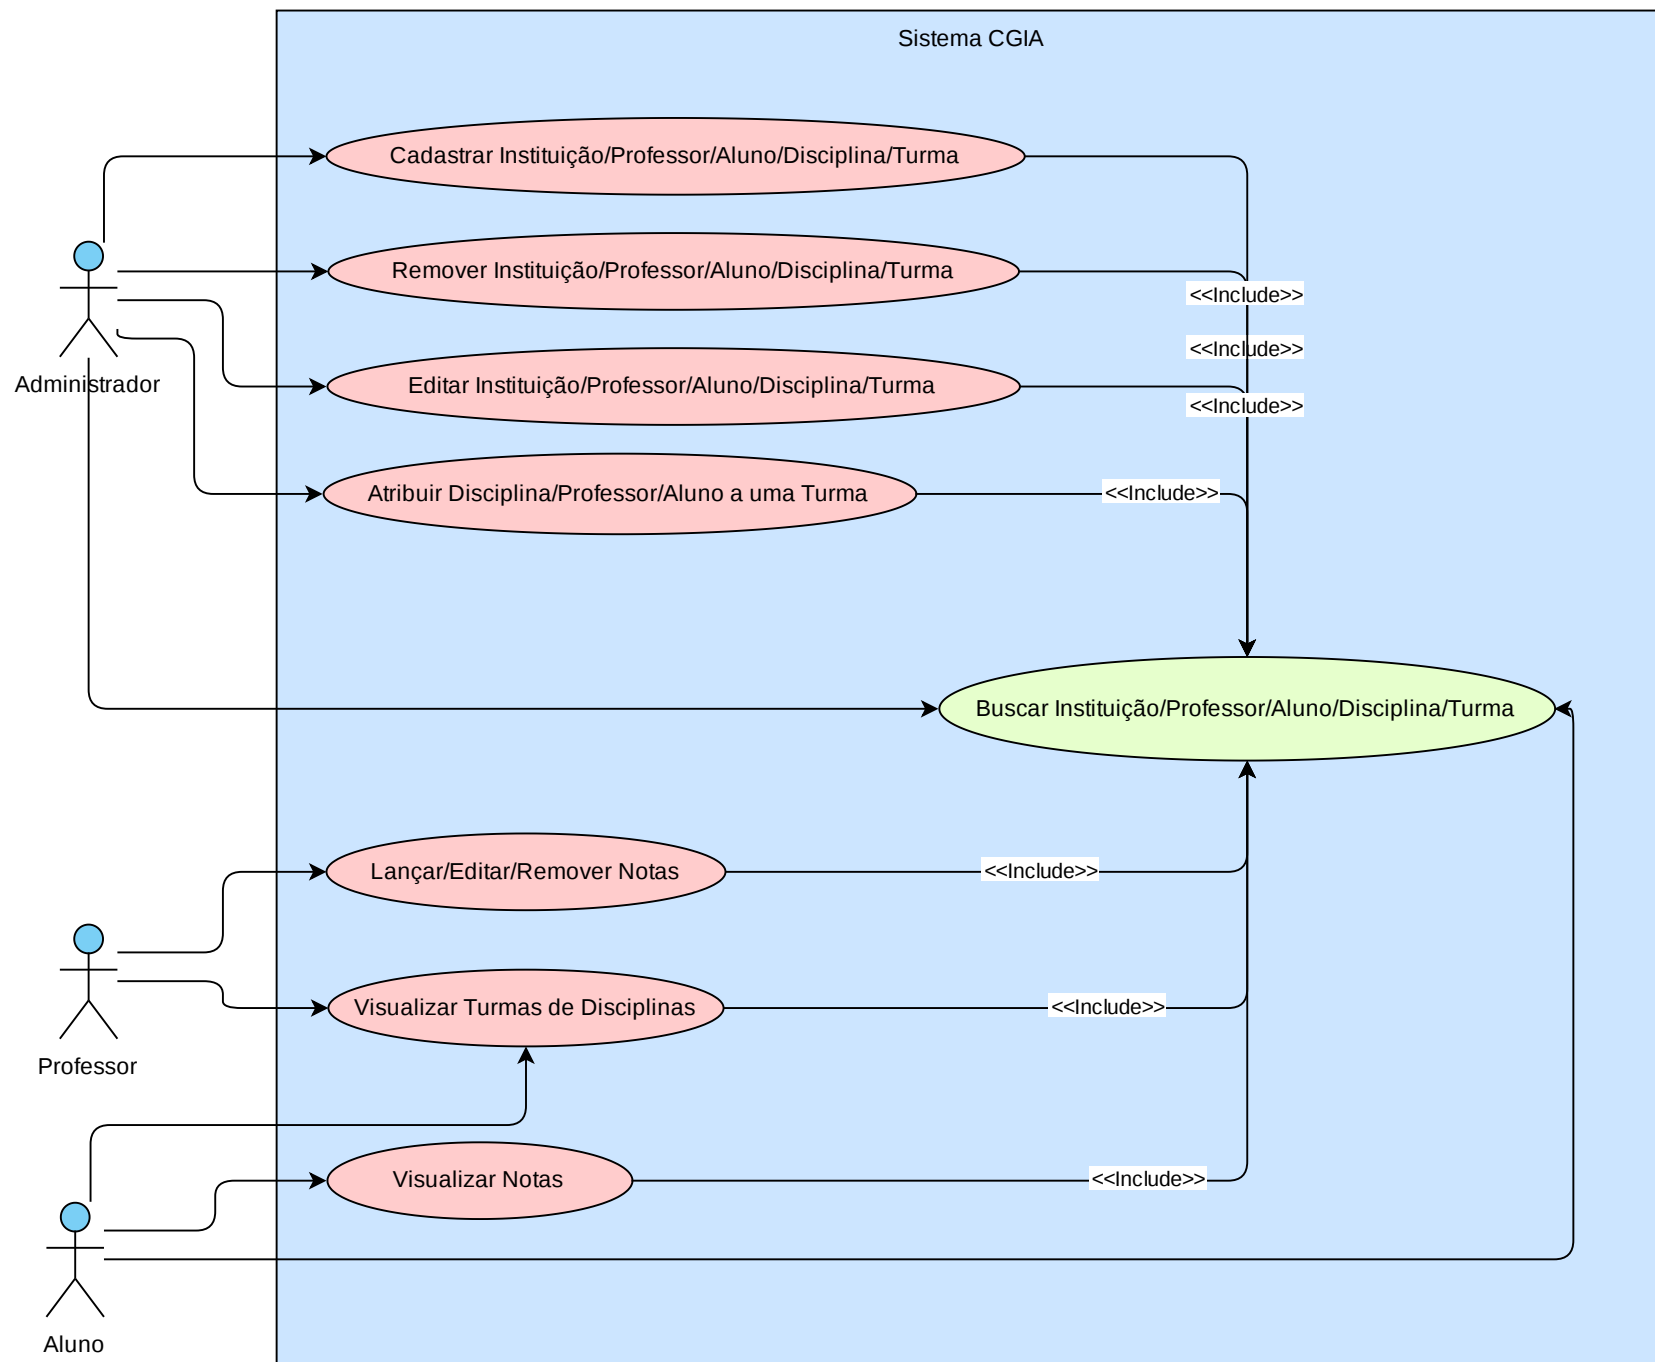 Sistema CGIA
Cadastrar Instituição/Professor/Aluno/Disciplina/Turma
Remover Instituição/Professor/Aluno/Disciplina/Turma
<<Include>>
<<Include>>
Administrador
Editar Instituição/Professor/Aluno/Disciplina/Turma
<<Include>>
Atribuir Disciplina/Professor/Aluno a uma Turma
<<Include>>
Buscar Instituição/Professor/Aluno/Disciplina/Turma
Lançar/Editar/Remover Notas
<<Include>>
Visualizar Turmas de Disciplinas
<<Include>>
Professor
Visualizar Notas
<<Include>>
Aluno